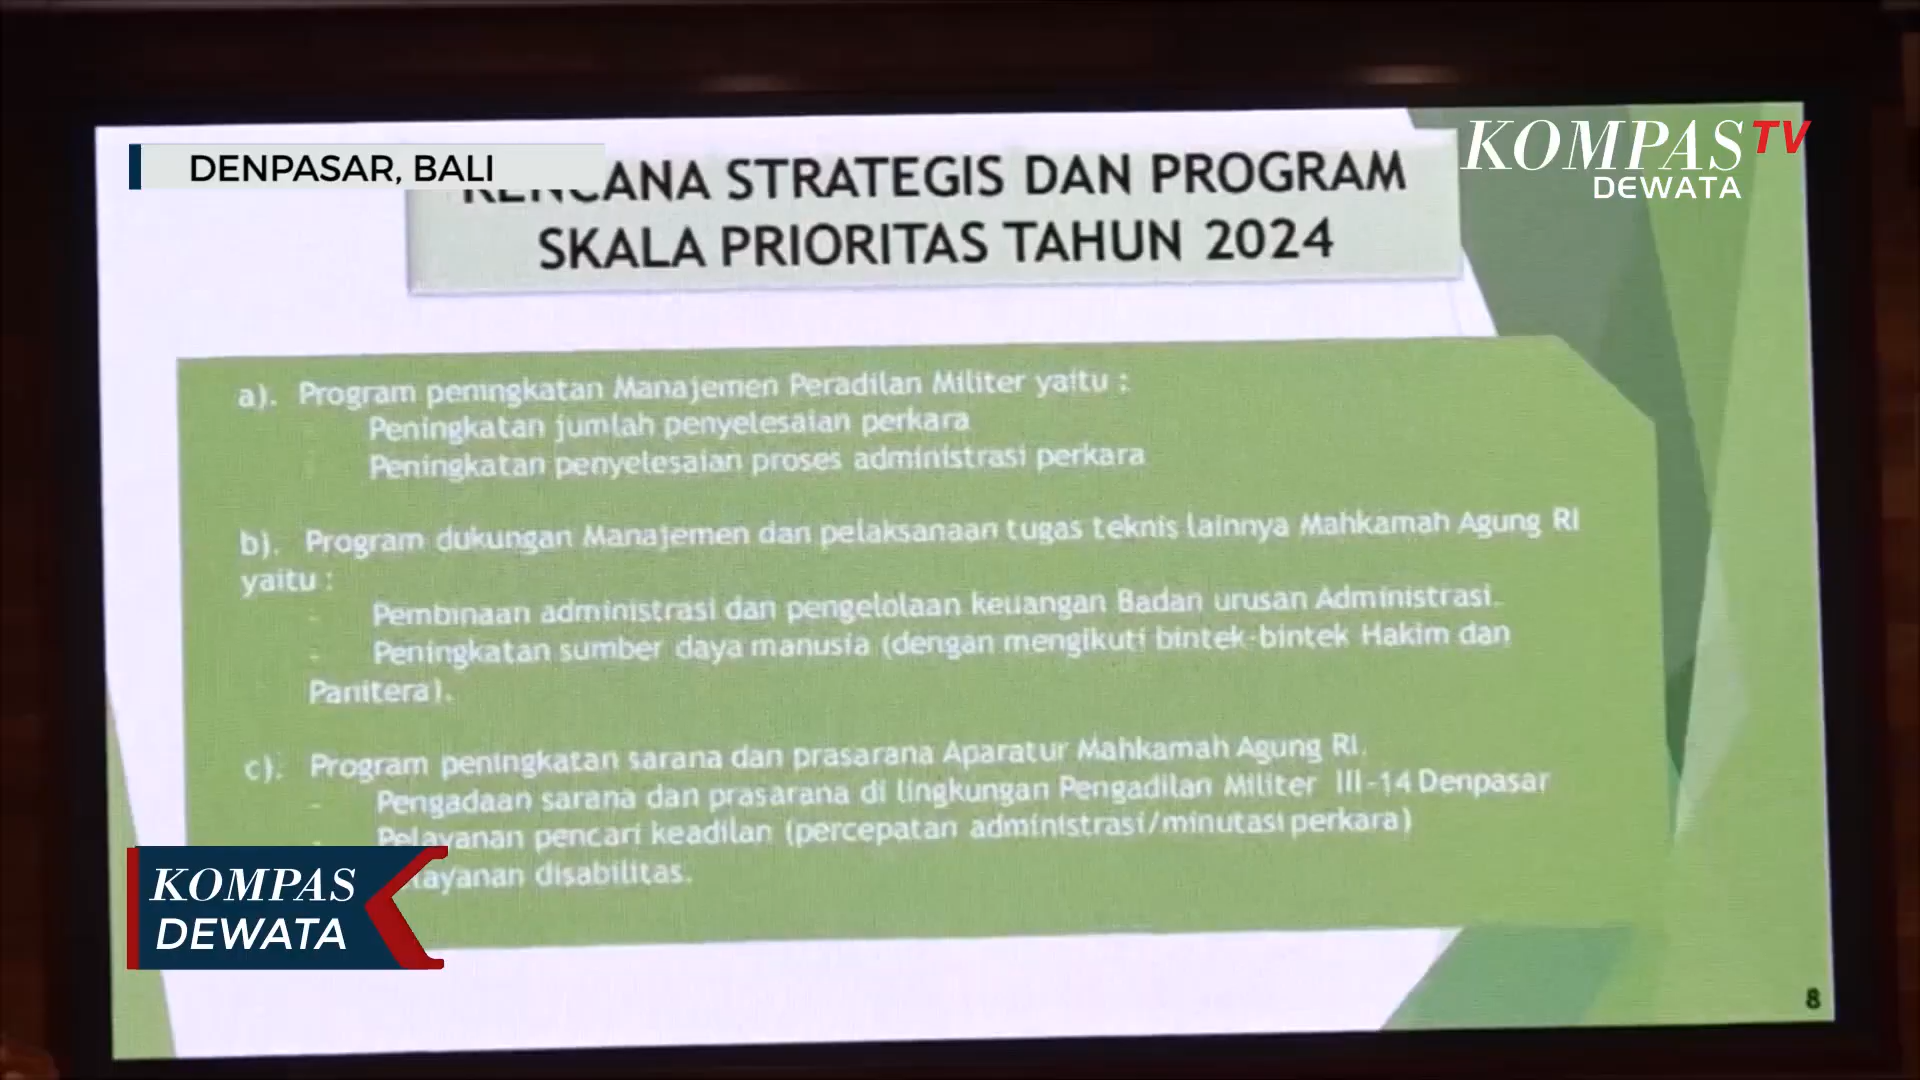 DENPASAR, BALI
KOMPAS TV
DEWATA
RENCANA STRATEGIS DAN PROGRAM
SKALA PRIORITAS TAHUN 2024
a). Program peningkatan Manajemen Peradilan Militer yaitu :
Peningkatan jumlah penyelesaian perkara
Peningkatan penyelesaian proses administrasi perkara
b). Program dukungan Manajemen dan pelaksanaan tugas teknis lainnya Mahkamah Agung RI
yaitu :
- Pembinaan administrasi dan pengelolaan keuangan Badan urusan Administrasi.
- Peningkatan sumber daya manusia (dengan mengikuti bintek-bintek Hakim dan
Panitera).
c). Program peningkatan sarana dan prasarana Aparatur Mahkamah Agung RI.
- Pengadaan sarana dan prasarana di lingkungan Pengadilan Militer III-14 Denpasar
- Pelayanan pencari keadilan (percepatan administrasi/minutasi perkara)
layanan disabilitas.
KOMPAS
DEWATA
8